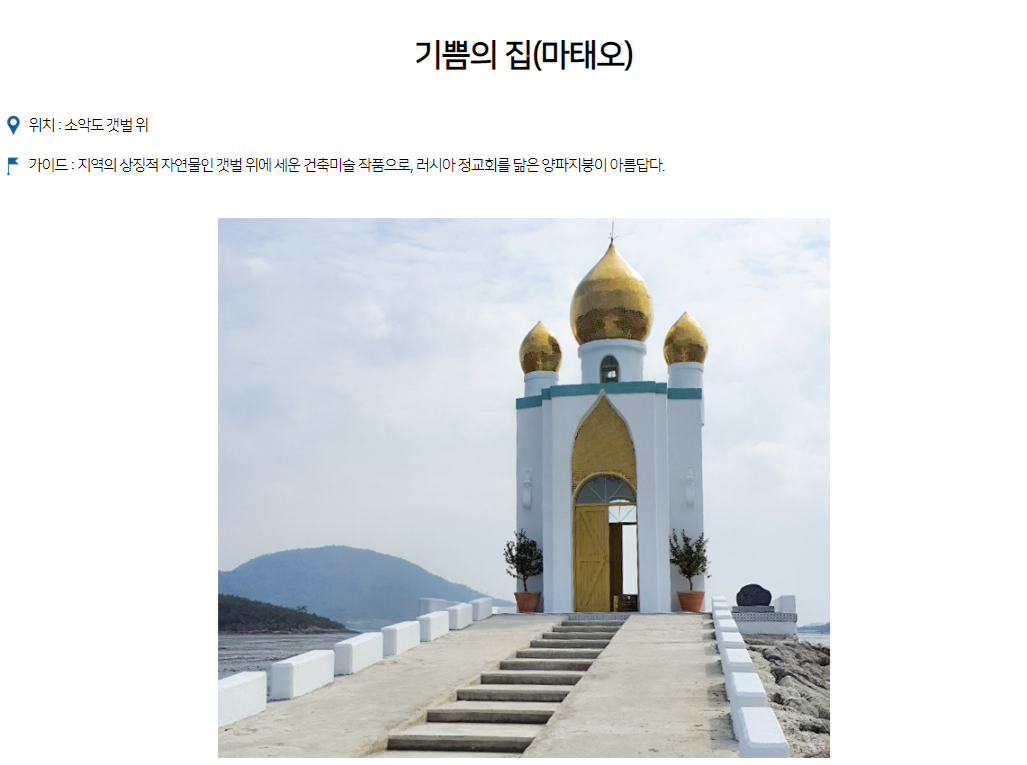 기쁨의 집(마태오)
위치 : 소악도 갯벌 위
가이드 : 지역의 상징적 자연물인 갯벌 위에 세운 건축미술 작품으로, 러시아 정교회를 닮은 양파지붕이 아름답다.